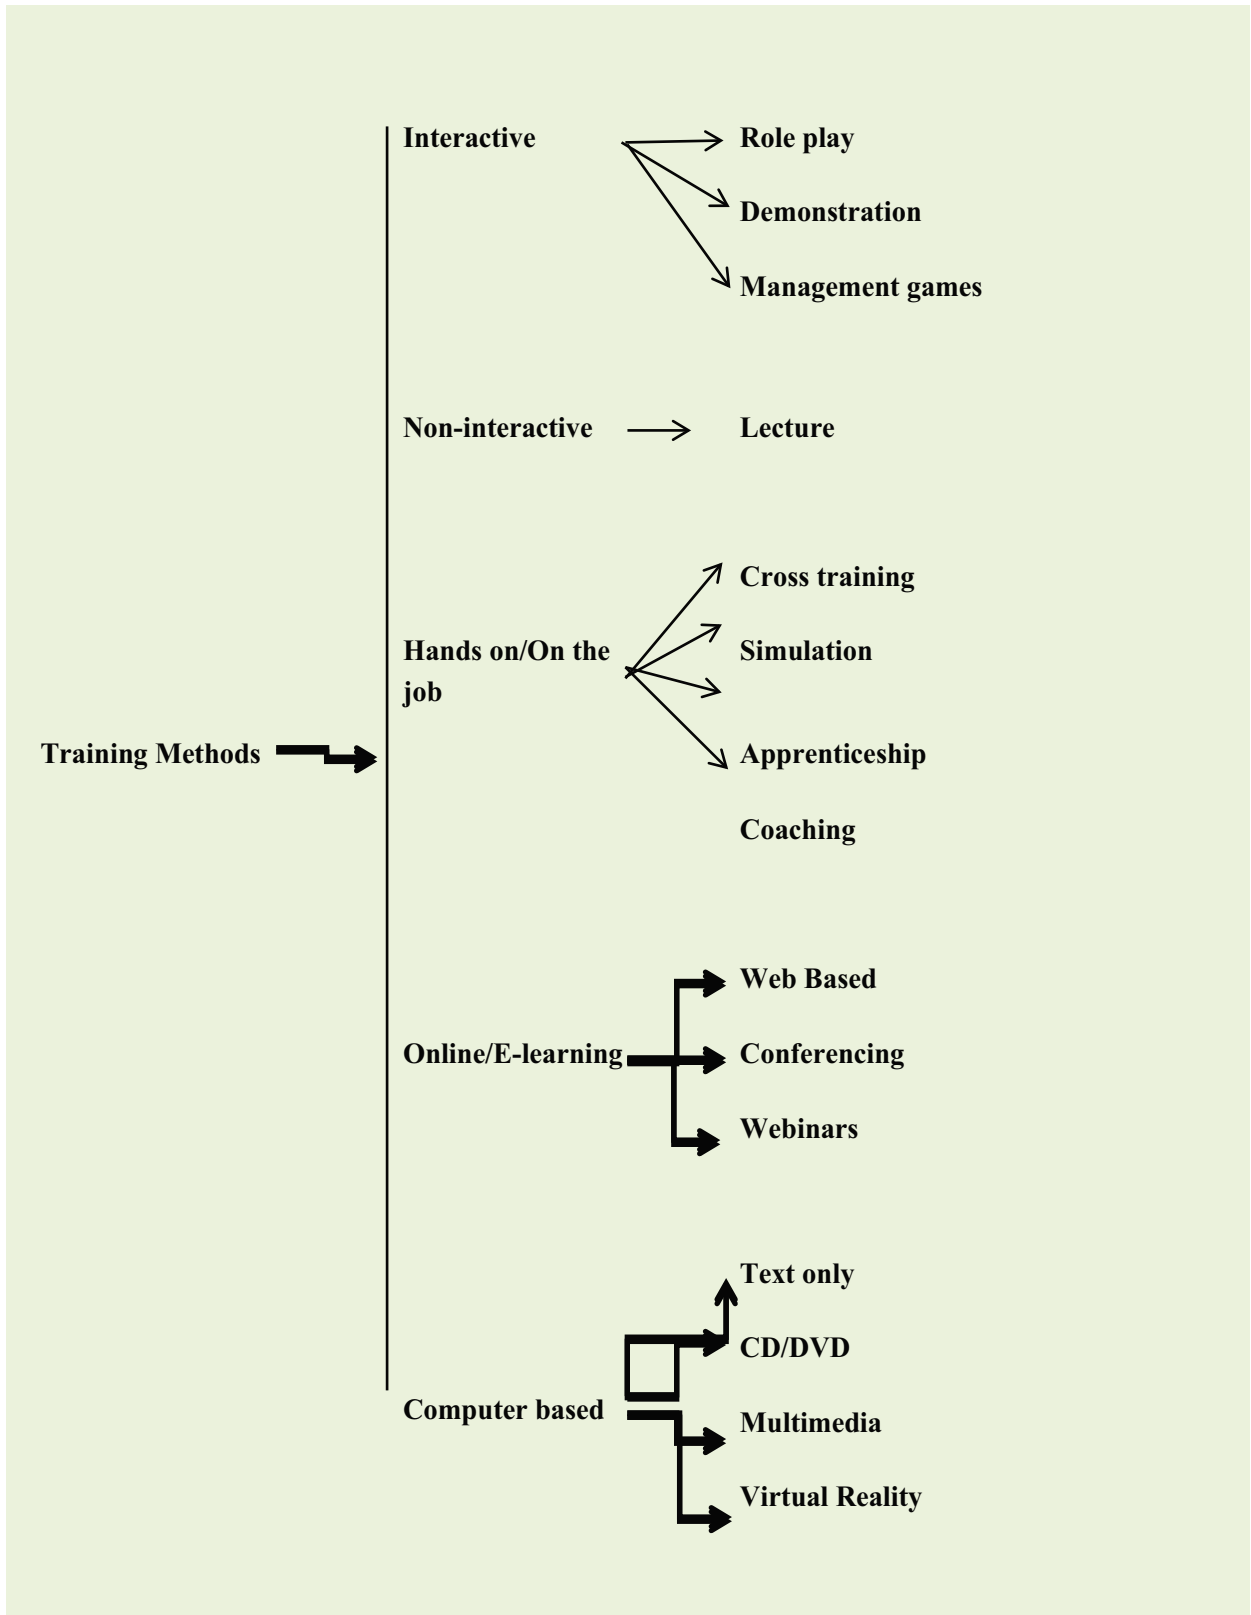 Interactive
Role play
Demonstration
Management games
Non-interactive
Lecture
Cross training
Hands on/On the
job
Simulation
Training Methods
Apprenticeship
Coaching
Web Based
Online/E-learning
Conferencing
Webinars
Text only
CD/DVD
Computer based
Multimedia
Virtual Reality